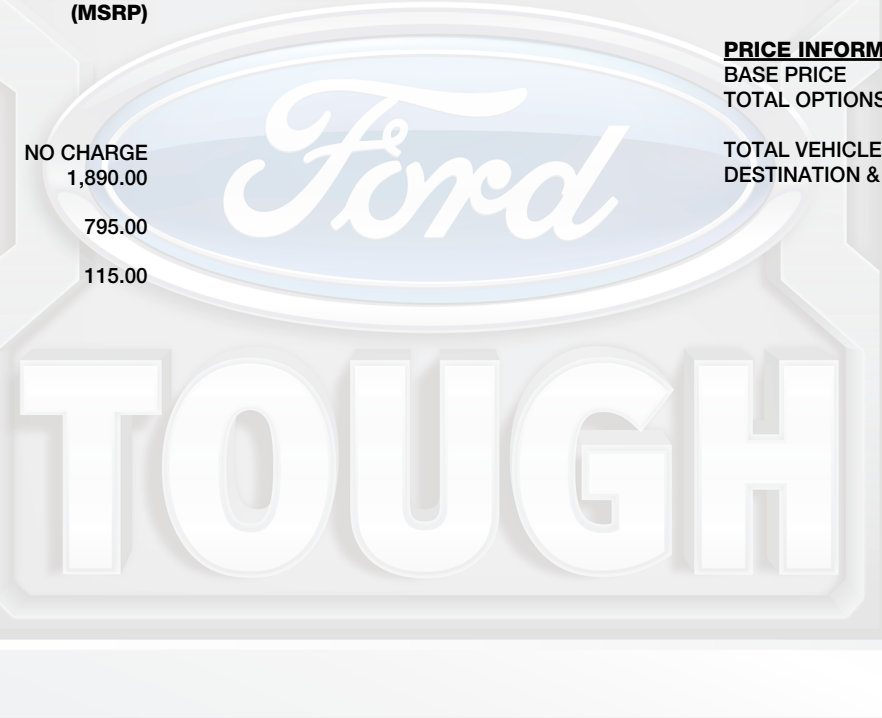 (MSRP)
PRICE INFORM
BASE PRICE
TOTAL OPTIONS
NO CHARGE
1,890.00
TOTAL VEHICLE
DESTINATION &
795.00
115.00
Ford
TOUGH